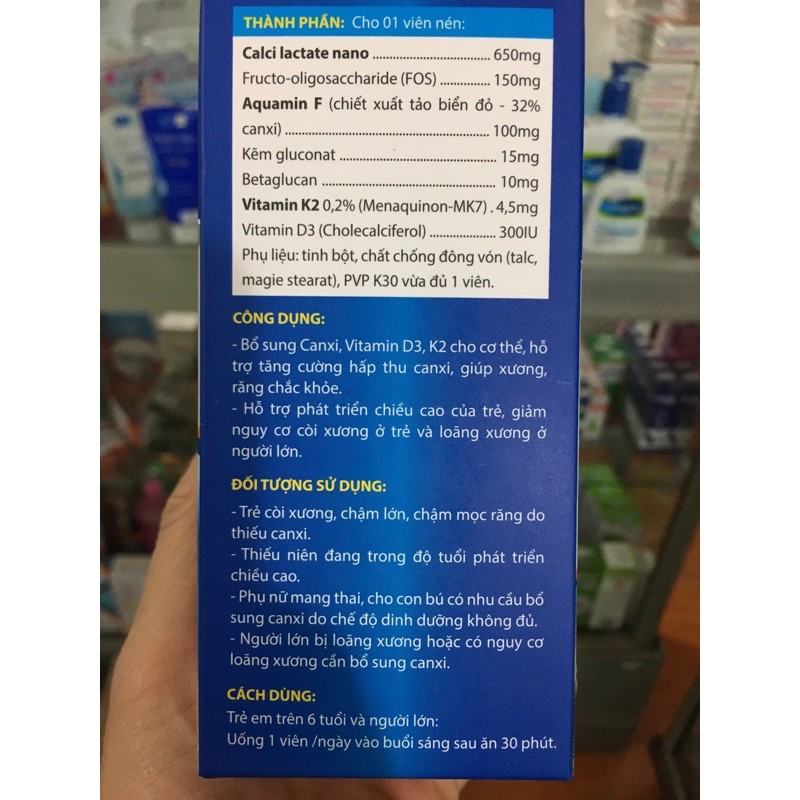 THÀNH PHẦN: Cho 01 viên nén:
Calci lactate nano ........................... 650mg
Fructo-oligosaccharide (FOS) ............ 150mg
Aquamin F (chiết xuất tảo biển đỏ - 32%
canxi) ............................................. 100mg
Kẽm gluconat ................................... 15mg
Betaglucan ....................................... 10mg
Vitamin K2 0,2% (Menaquinon-MK7) . 4,5mg
Vitamin D3 (Cholecalciferol) ............... 300IU
Phụ liệu: tinh bột, chất chống đông vón (talc,
magie stearat), PVP K30 vừa đủ 1 viên.
CÔNG DỤNG:
- Bổ sung Canxi, Vitamin D3, K2 cho cơ thể, hỗ
trợ tăng cường hấp thu canxi, giúp xương,
răng chắc khỏe.
- Hỗ trợ phát triển chiều cao của trẻ, giảm
nguy cơ còi xương ở trẻ và loãng xương ở
người lớn.
ĐỐI TƯỢNG SỬ DỤNG:
- Trẻ còi xương, chậm lớn, chậm mọc răng do
thiếu canxi.
- Thiếu niên đang trong độ tuổi phát triển
chiều cao.
- Phụ nữ mang thai, cho con bú có nhu cầu bổ
sung canxi do chế độ dinh dưỡng không đủ.
- Người lớn bị loãng xương hoặc có nguy cơ
loãng xương cần bổ sung canxi.
CÁCH DÙNG:
Trẻ em trên 6 tuổi và người lớn:
Uống 1 viên /ngày vào buổi sáng sau ăn 30 phút.